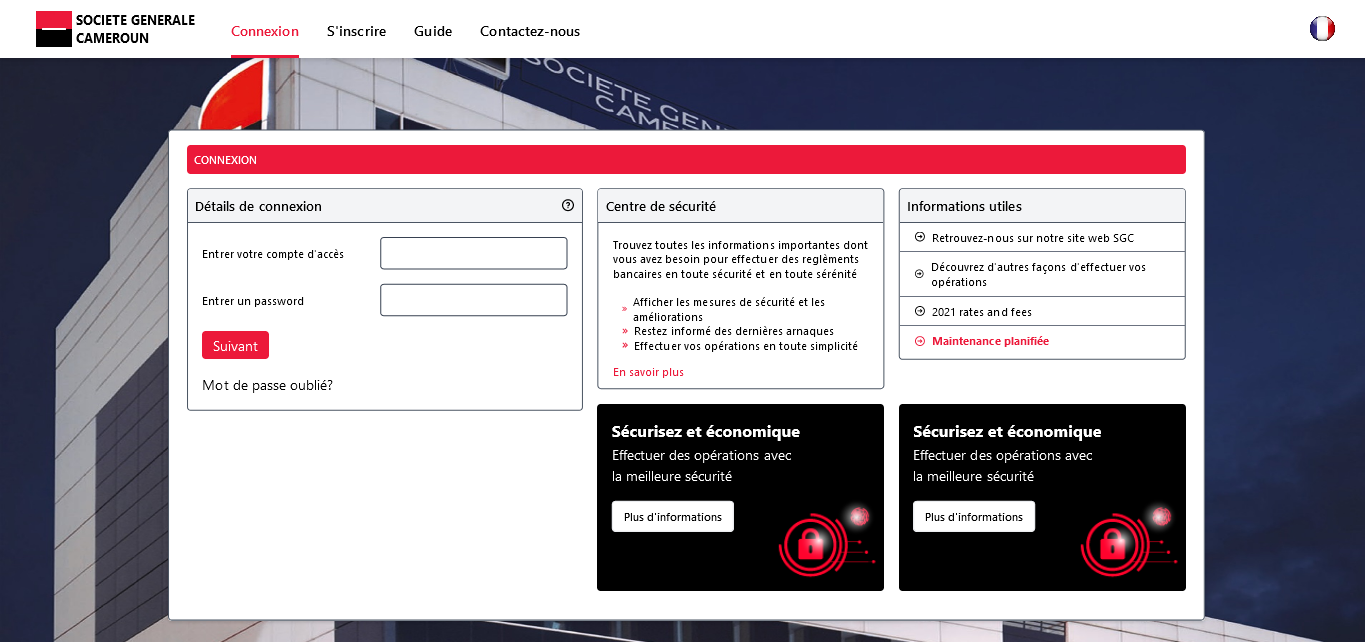 SOCIETE GENERALE
CAMEROUN
Connexion
S'inscrire
Guide
Contactez-nous
SOCIETE GEN
CAME
CONNEXION
Détails de connexion
Entrer votre compte d'accès
Entrer un password
Suivant
Mot de passe oublié?
Centre de sécurité
Trouvez toutes les informations importantes dont
vous avez besoin pour effectuer des reglèments
bancaires en toute sécurité et en toute sérénité
» Afficher les mesures de sécurité et les
améliorations
» Restez informé des dernières arnaques
» Effectuer vos opérations en toute simplicité
En savoir plus
Informations utiles
Retrouvez-nous sur notre site web SGC
Découvrez d'autres façons d'effectuer vos
opérations
2021 rates and fees
Maintenance planifiée
Sécurisez et économique
Effectuer des opérations avec
la meilleure sécurité
Plus d'informations
Sécurisez et économique
Effectuer des opérations avec
la meilleure sécurité
Plus d'informations